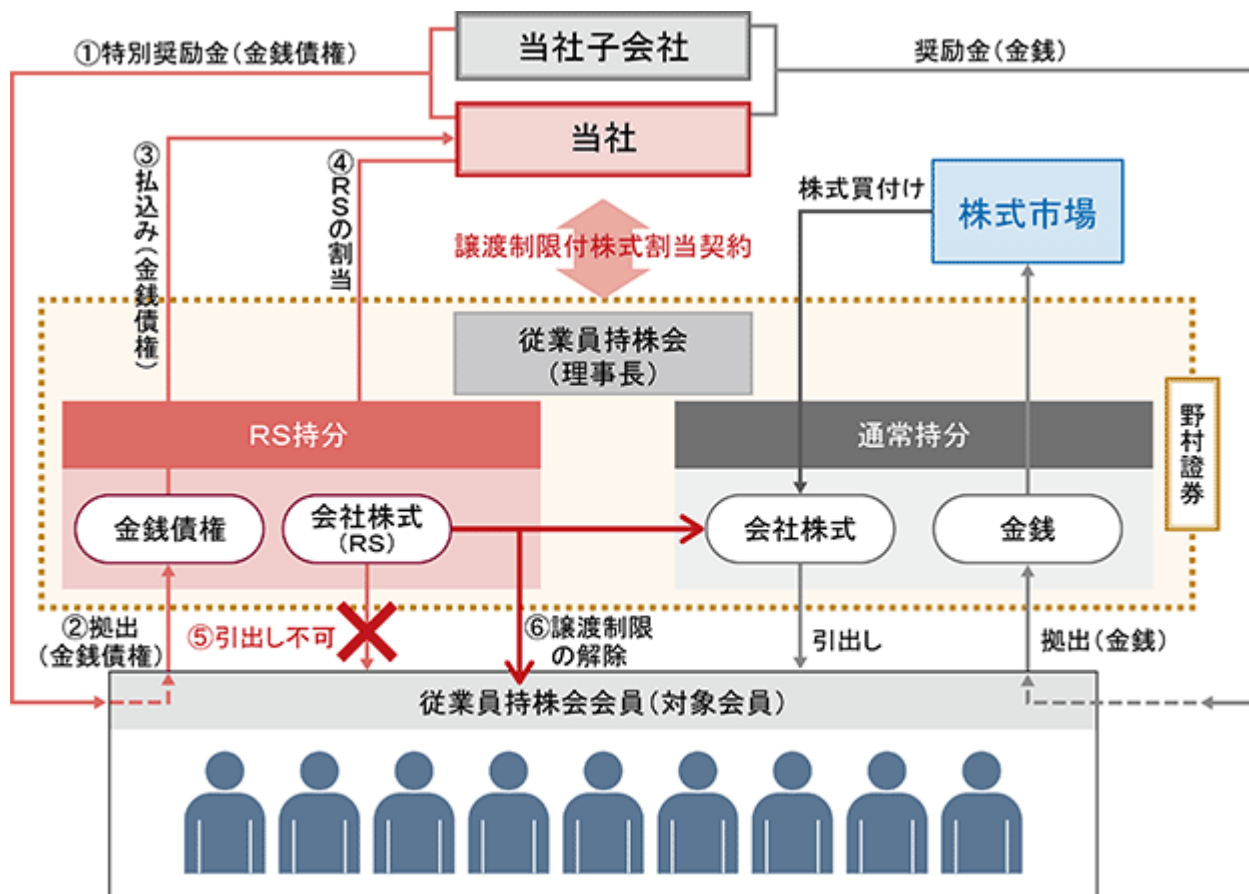 当社子会社
①特別奨励金(金銭債権)
奨励金(金銭)
当社
③払込み(金銭債権)
④RSの割当
株式買付け
株式市場
譲渡制限付株式割当契約
従業員持株会
(理事長)
野村證券
RS持分
通常持分
金銭債権
会社株式
(RS)
会社株式
金銭
②拠出
(金銭債権)
⑤引出し不可
⑥譲渡制限
の解除
引出し
拠出(金銭)
従業員持株会会員(対象会員)